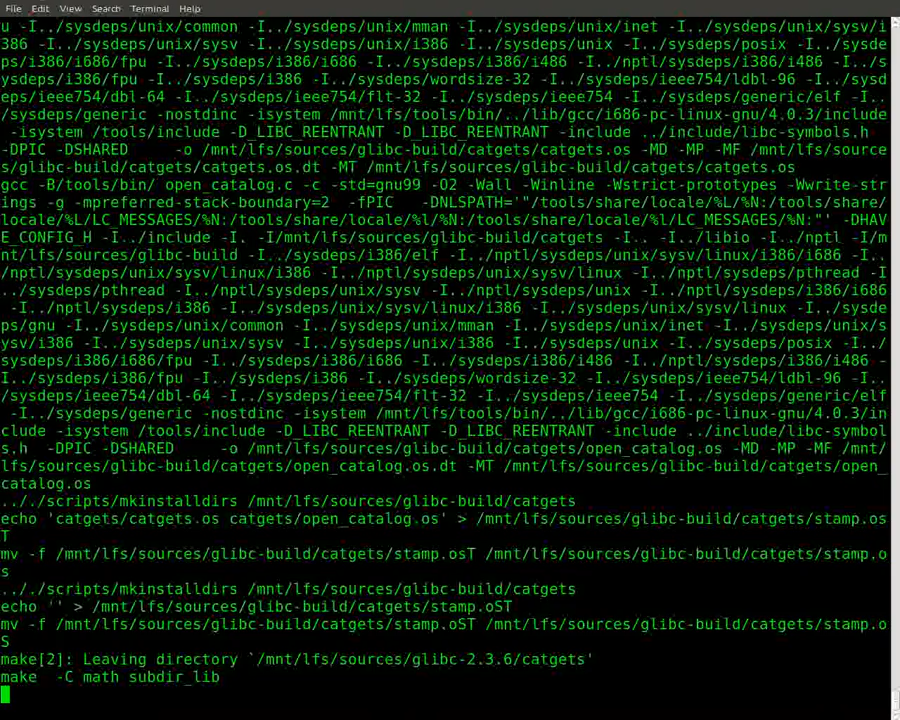 File Edit View Search Terminal Help
u -I../sysdeps/unix/common -I../sysdeps/unix/mman -I../sysdeps/unix/inet -I../sysdeps/unix/sysv/i
386 -I../sysdeps/unix/sysv -I../sysdeps/unix/i386 -I../sysdeps/unix -I../sysdeps/posix -I../sysde
ps/i386/i686/fpu -I../sysdeps/i386/i686 -I../sysdeps/i386/i486 -I../nptl/sysdeps/i386/i486 -I../s
ysdeps/i386/fpu -I../sysdeps/i386 -I../sysdeps/wordsize-32 -I../sysdeps/ieee754/ldbl-96 -I../sysd
eps/ieee754/dbl-64 -I../sysdeps/ieee754/flt-32 -I../sysdeps/ieee754 -I../sysdeps/generic/elf -I..
/sysdeps/generic -nostdinc -isystem /mnt/lfs/tools/bin/../lib/gcc/i686-pc-linux-gnu/4.0.3/include
 -isystem /tools/include -D_LIBC_REENTRANT -D_LIBC_REENTRANT -include ../include/libc-symbols.h
-DPIC -DSHARED     -o /mnt/lfs/sources/glibc-build/catgets/catgets.os -MD -MP -MF /mnt/lfs/source
s/glibc-build/catgets/catgets.os.dt -MT /mnt/lfs/sources/glibc-build/catgets/catgets.os
gcc -B/tools/bin/ open_catalog.c -c -std=gnu99 -O2 -Wall -Winline -Wstrict-prototypes -Wwrite-str
ings -g -mpreferred-stack-boundary=2  -fPIC   -DNLSPATH='"/tools/share/locale/%L/%N:/tools/share/
locale/%L/LC_MESSAGES/%N:/tools/share/locale/%l/%N:/tools/share/locale/%l/LC_MESSAGES/%N:"' -DHAV
E_CONFIG_H -I../include -I. -I/mnt/lfs/sources/glibc-build/catgets -I.. -I../libio -I../nptl -I/m
nt/lfs/sources/glibc-build -I../sysdeps/i386/elf -I../nptl/sysdeps/unix/sysv/linux/i386/i686 -I..
/nptl/sysdeps/unix/sysv/linux/i386 -I../nptl/sysdeps/unix/sysv/linux -I../nptl/sysdeps/pthread -I
../sysdeps/pthread -I../nptl/sysdeps/unix/sysv -I../nptl/sysdeps/unix -I../nptl/sysdeps/i386/i686
 -I../nptl/sysdeps/i386 -I../sysdeps/unix/sysv/linux/i386 -I../sysdeps/unix/sysv/linux -I../sysde
ps/gnu -I../sysdeps/unix/common -I../sysdeps/unix/mman -I../sysdeps/unix/inet -I../sysdeps/unix/s
ysv/i386 -I../sysdeps/unix/sysv -I../sysdeps/unix/i386 -I../sysdeps/unix -I../sysdeps/posix -I../
sysdeps/i386/i686/fpu -I../sysdeps/i386/i686 -I../sysdeps/i386/i486 -I../nptl/sysdeps/i386/i486 -
I../sysdeps/i386/fpu -I../sysdeps/i386 -I../sysdeps/wordsize-32 -I../sysdeps/ieee754/ldbl-96 -I..
/sysdeps/ieee754/dbl-64 -I../sysdeps/ieee754/flt-32 -I../sysdeps/ieee754 -I../sysdeps/generic/elf
 -I../sysdeps/generic -nostdinc -isystem /mnt/lfs/tools/bin/../lib/gcc/i686-pc-linux-gnu/4.0.3/in
clude -isystem /tools/include -D_LIBC_REENTRANT -D_LIBC_REENTRANT -include ../include/libc-symbol
s.h  -DPIC -DSHARED     -o /mnt/lfs/sources/glibc-build/catgets/open_catalog.os -MD -MP -MF /mnt/
lfs/sources/glibc-build/catgets/open_catalog.os.dt -MT /mnt/lfs/sources/glibc-build/catgets/open_
catalog.os
.././scripts/mkinstalldirs /mnt/lfs/sources/glibc-build/catgets
echo 'catgets/catgets.os catgets/open_catalog.os' > /mnt/lfs/sources/glibc-build/catgets/stamp.os
T
mv -f /mnt/lfs/sources/glibc-build/catgets/stamp.osT /mnt/lfs/sources/glibc-build/catgets/stamp.o
s
.././scripts/mkinstalldirs /mnt/lfs/sources/glibc-build/catgets
echo '' > /mnt/lfs/sources/glibc-build/catgets/stamp.oST
mv -f /mnt/lfs/sources/glibc-build/catgets/stamp.oST /mnt/lfs/sources/glibc-build/catgets/stamp.o
S
make[2]: Leaving directory `/mnt/lfs/sources/glibc-2.3.6/catgets'
make  -C math subdir_lib